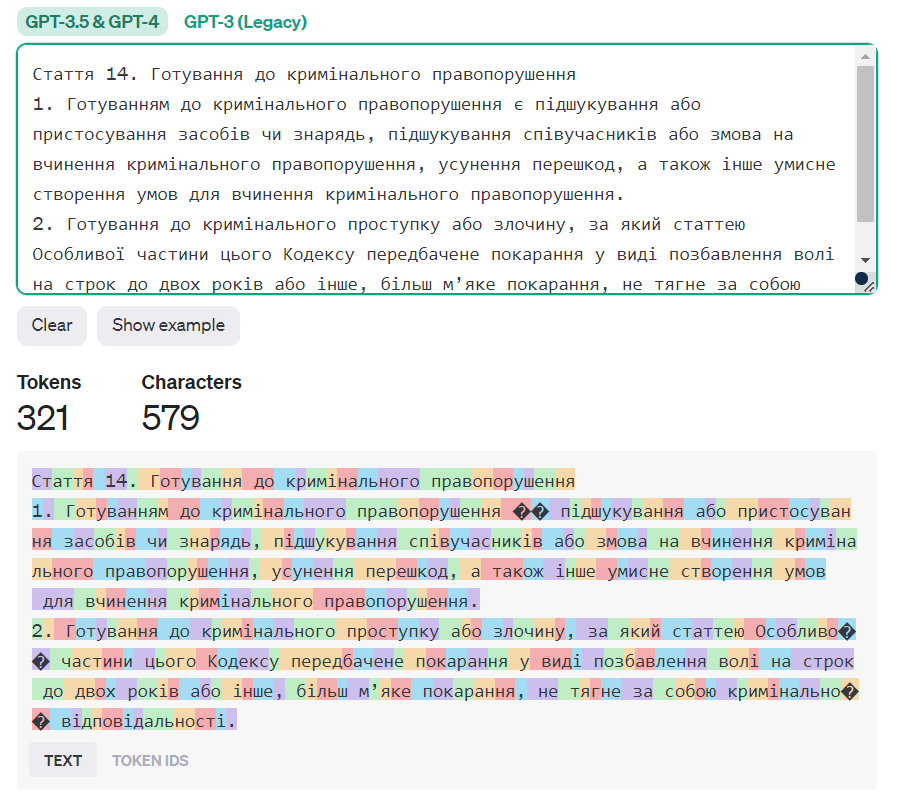 GPT-3.5 & GPT-4 GPT-3 (Legacy)
Стаття 14. Готування до кримінального правопорушення
1. Готуванням до кримінального правопорушення є підшукування або
пристосування засобів чи знарядь, підшукування співучасників або змова на
вчинення кримінального правопорушення, усунення перешкод, а також інше умисне
створення умов для вчинення кримінального правопорушення.
2. Готування до кримінального проступку або злочину, за який статтею
Особливої частини цього Кодексу передбачене покарання у виді позбавлення волі
на строк до двох років або інше, більш м’яке покарання, не тягне за собою
Clear Show example
Tokens Characters
321 579
Стаття 14. Готування до кримінального правопорушення
1. Готуванням до кримінального правопорушення �� підшукування або пристосуван
ня засобів чи знарядь, підшукування співучасників або змова на вчинення криміна
льного правопорушення, усунення перешкод, а також інше умисне створення умов
для вчинення кримінального правопорушення.
2. Готування до кримінального проступку або злочину, за який статтею Особливо�
� частини цього Кодексу передбачене покарання у виді позбавлення волі на строк
до двох років або інше, більш м’яке покарання, не тягне за собою кримінально�
� відповідальності.
TEXT TOKEN IDS